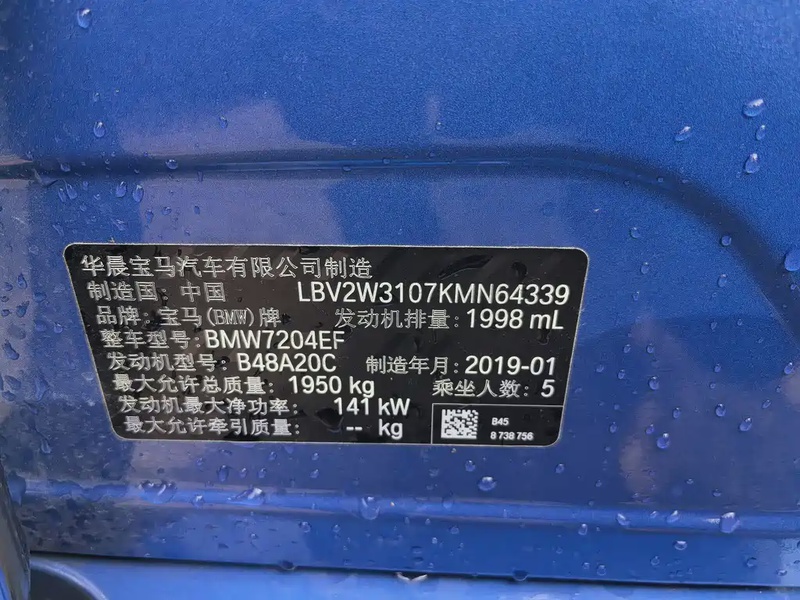 华晨宝马汽车有限公司制造
制造国: 中国 LBV2W3107KMN64339
品牌: 宝马(BMW)牌 发动机排量: 1998 mL
整车型号: BMW7204EF
发动机型号: B48A20C 制造年月: 2019-01
最大允许总质量: 1950 kg 乘坐人数: 5
发动机最大净功率: 141 kW
最大允许牵引质量: -- kg
B45
8 738 756